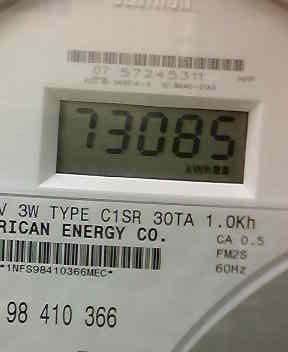 07 57245311
73085
kWh
V 3W TYPE C1SR 30TA 1.0Kh
RICAN ENERGY CO.
CA 0.5
FM2S
60Hz
*1NFS98410366MEC*
98 410 366